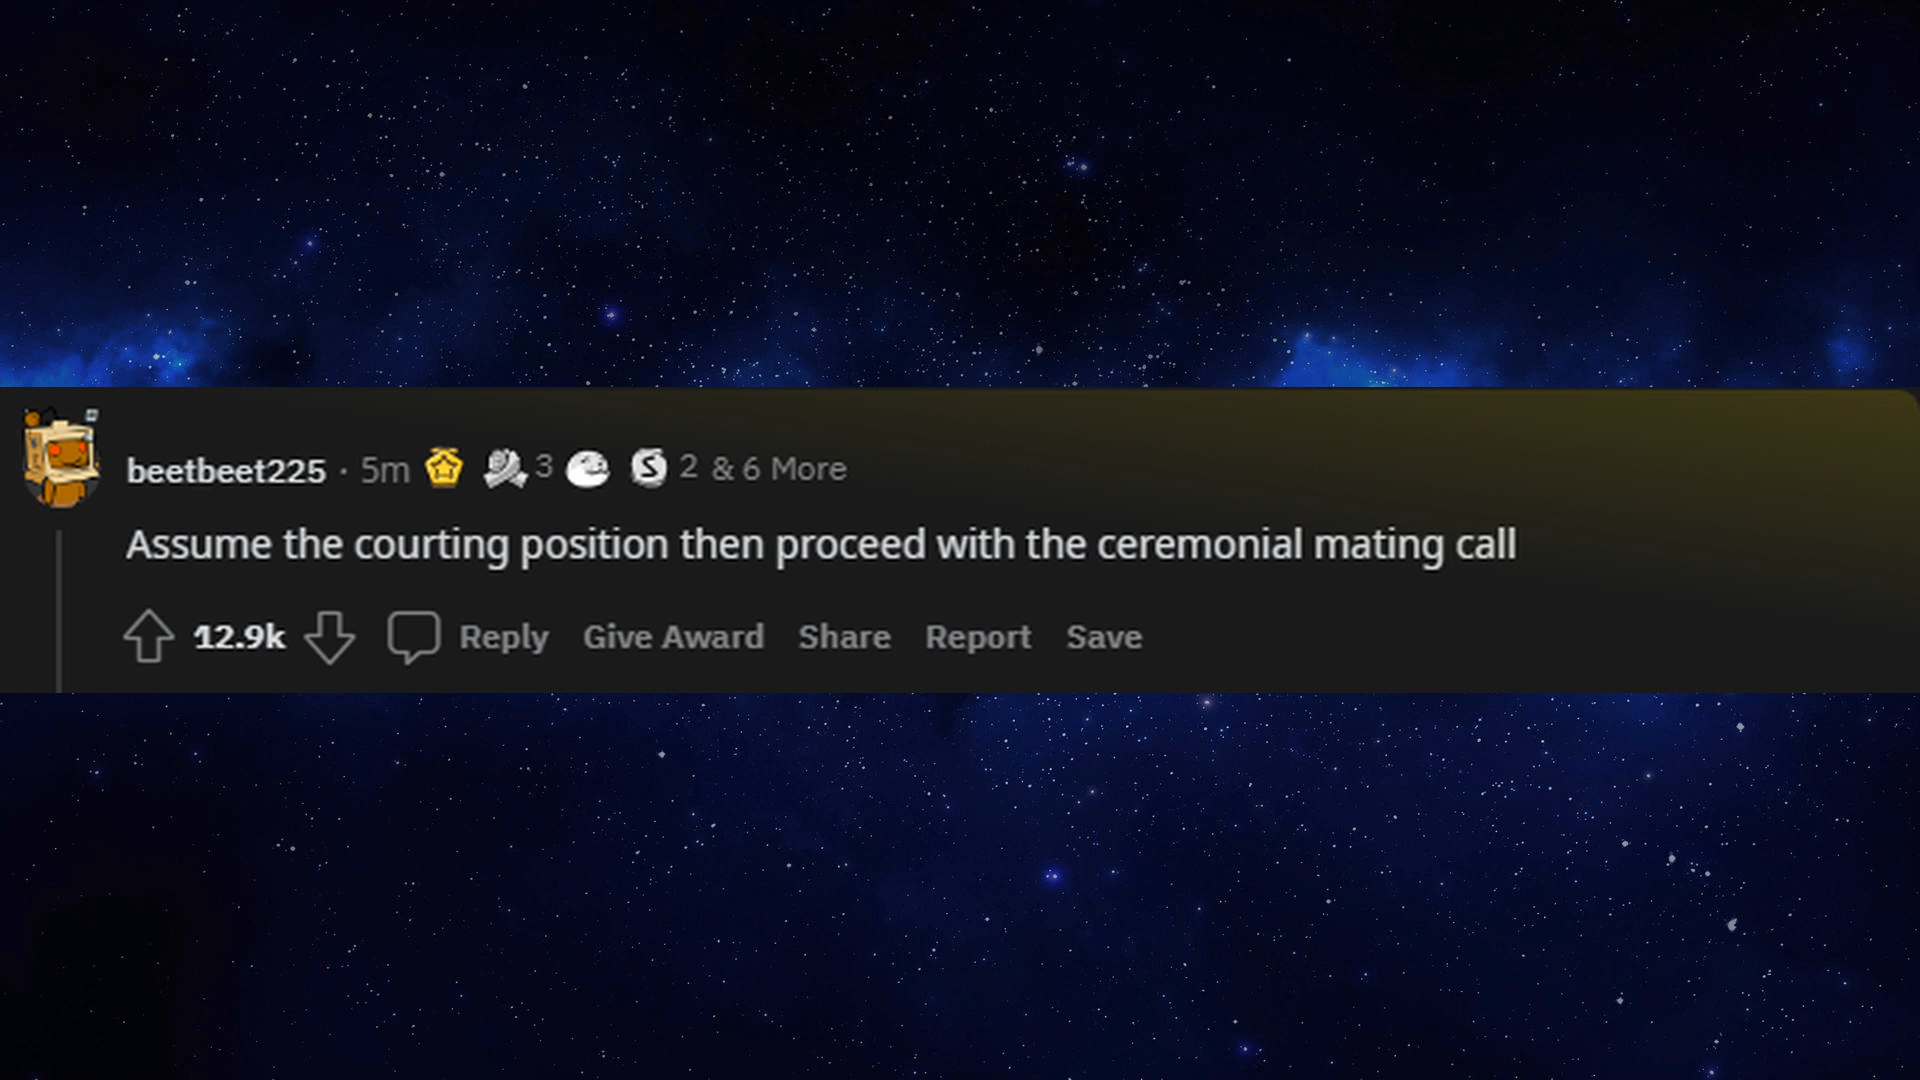 beetbeet225 · 5m 3 2 & 6 More
Assume the courting position then proceed with the ceremonial mating call
12.9k Reply Give Award Share Report Save